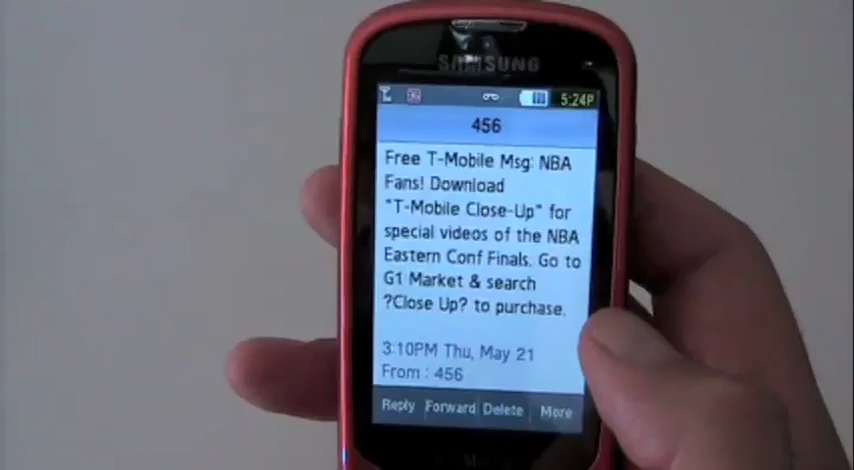 SAMSUNG
5:24P
456
Free T-Mobile Msg: NBA
Fans! Download
"T-Mobile Close-Up" for
special videos of the NBA
Eastern Conf Finals. Go to
G1 Market & search
?Close Up? to purchase.
3:10PM Thu, May 21
From : 456
Reply Forward Delete More